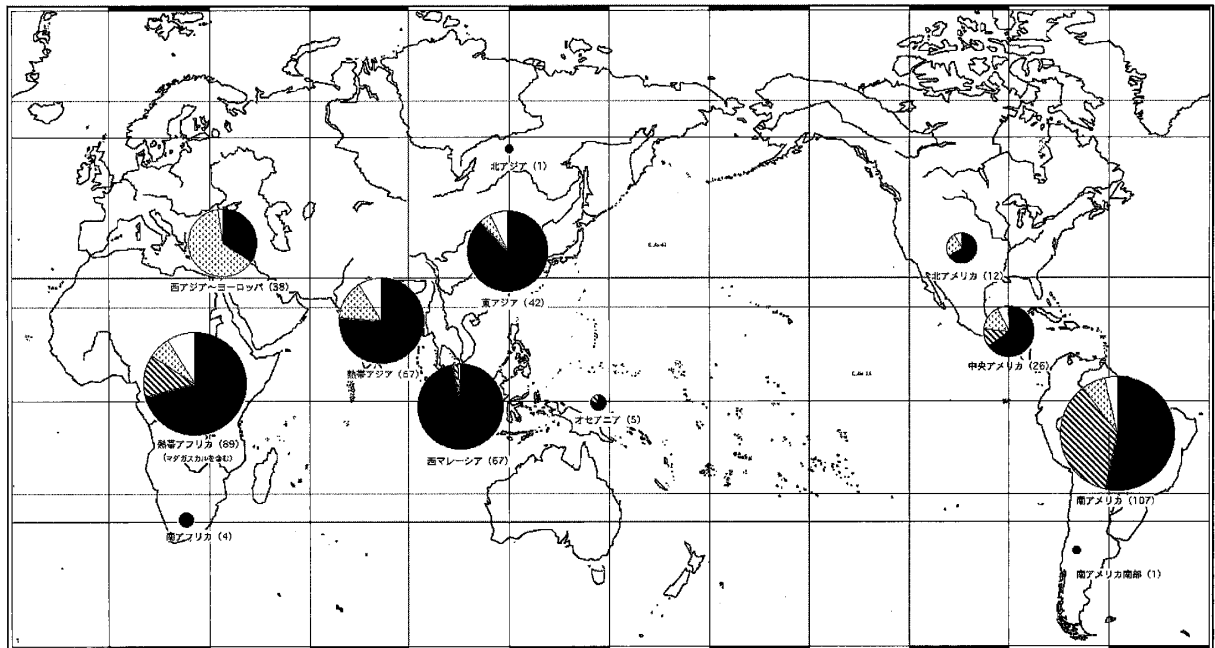 北アジア (1)
西アジア〜ヨーロッパ (38)
東アジア (42)
北アメリカ (12)
熱帯アジア (67)
中央アメリカ (26)
オセアニア (5)
熱帯アフリカ (89)
(マダガスカルを含む)
西マレーシア (67)
南アメリカ (107)
南アフリカ (4)
南アメリカ南部 (1)
1